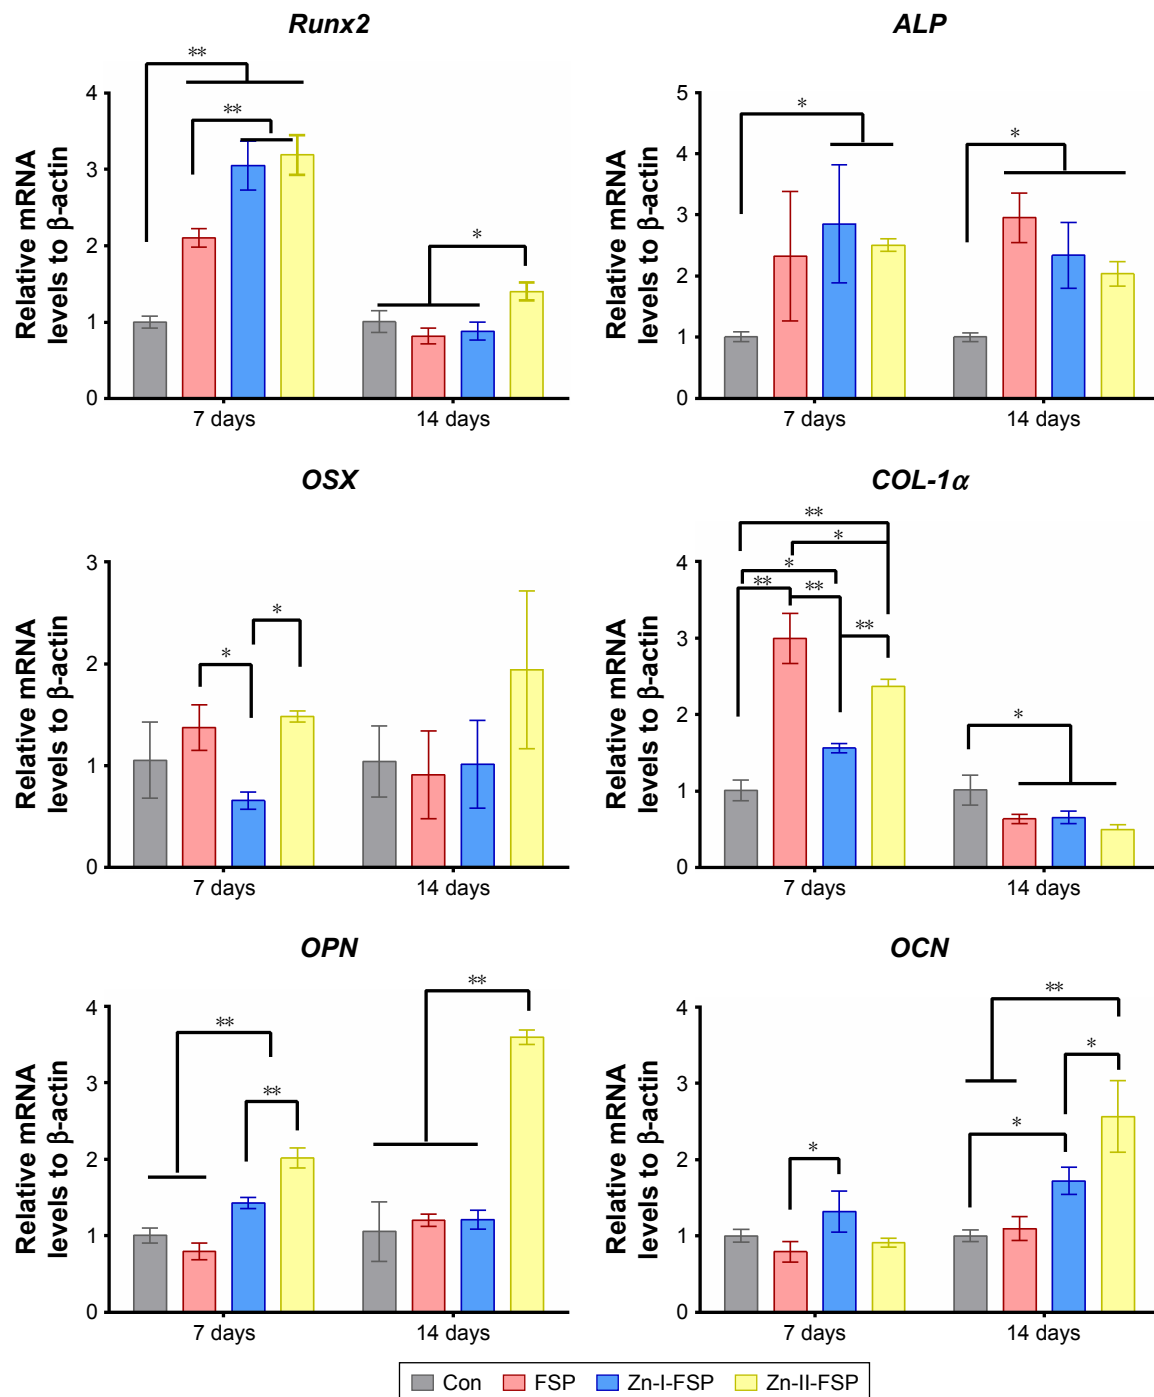 Runx2
**
**
*
4
3
2
1
0
Relative mRNA
levels to β-actin
7 days
14 days
ALP
*
*
5
4
3
2
1
0
Relative mRNA
levels to β-actin
7 days
14 days
OSX
*
*
3
2
1
0
Relative mRNA
levels to β-actin
7 days
14 days
COL-1α
**
*
*
**
**
**
*
4
3
2
1
0
Relative mRNA
levels to β-actin
7 days
14 days
OPN
**
**
**
4
3
2
1
0
Relative mRNA
levels to β-actin
7 days
14 days
OCN
**
*
*
*
4
3
2
1
0
Relative mRNA
levels to β-actin
7 days
14 days
Con FSP Zn-I-FSP Zn-II-FSP